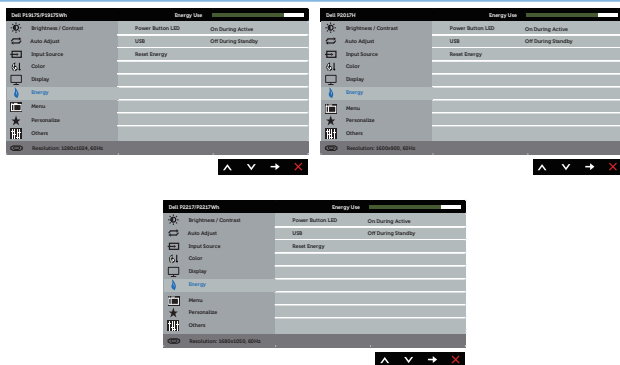 Dell P1917S/P1917SWh Energy Use
Brightness / Contrast Power Button LED On During Active
Auto Adjust USB Off During Standby
Input Source Reset Energy
Color
Display
Energy
Menu
Personalize
Others
Resolution: 1280x1024, 60Hz
Dell P2017H Energy Use
Brightness / Contrast Power Button LED On During Active
Auto Adjust USB Off During Standby
Input Source Reset Energy
Color
Display
Energy
Menu
Personalize
Others
Resolution: 1600x900, 60Hz
Dell P2217/P2217Wh Energy Use
Brightness / Contrast Power Button LED On During Active
Auto Adjust USB Off During Standby
Input Source Reset Energy
Color
Display
Energy
Menu
Personalize
Others
Resolution: 1680x1050, 60Hz